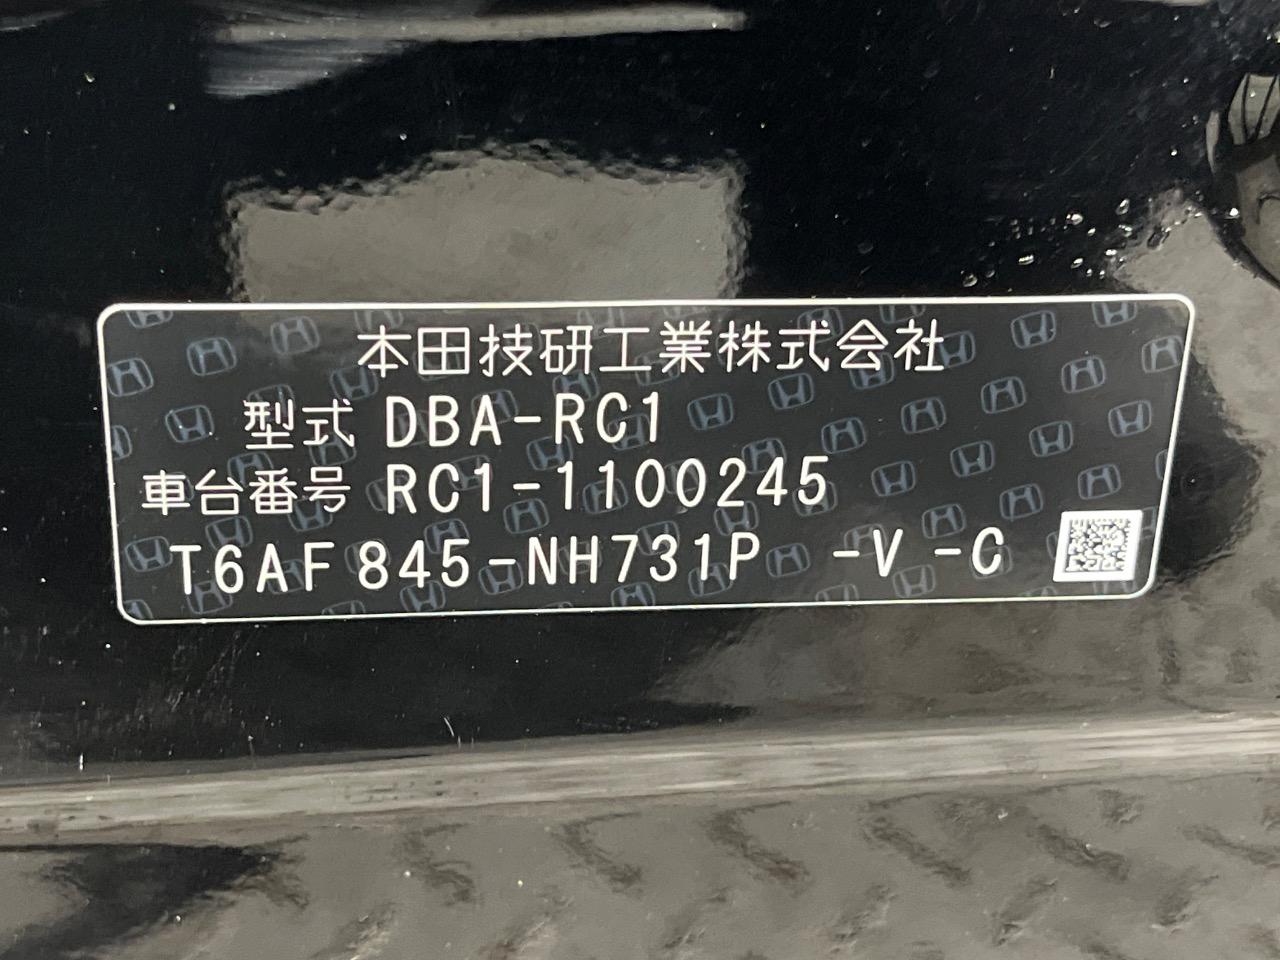 本田技研工業株式会社
型式 DBA-RC1
車台番号 RC1-1100245
T6AF845-NH731P -V -C